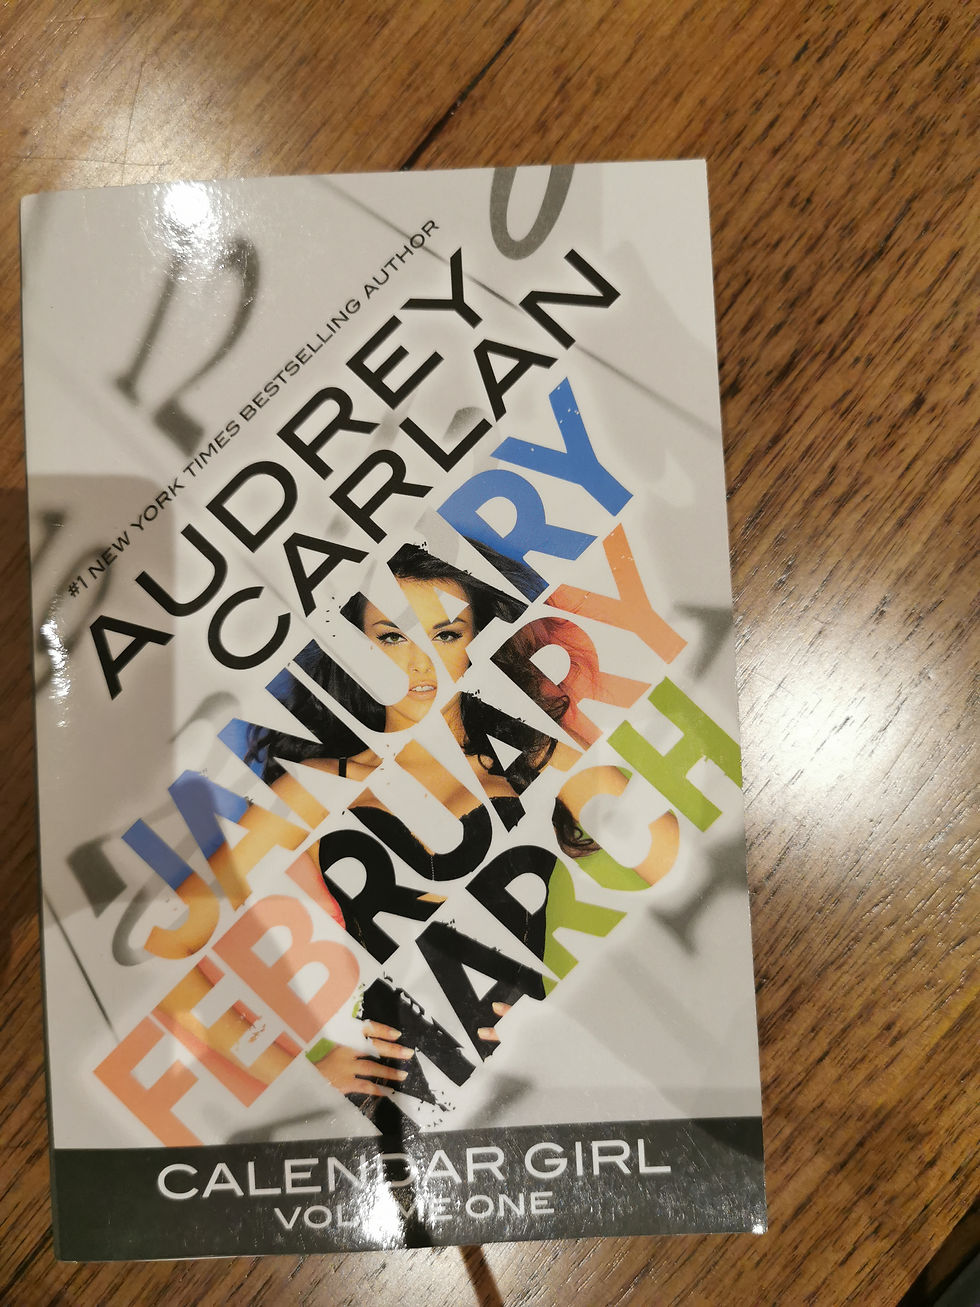 #1 NEW YORK TIMES BESTSELLING AUTHOR
AUDREY
CARLAN
JANUARY
FEBRUARY
MARCH
CALENDAR GIRL
VOLUME ONE